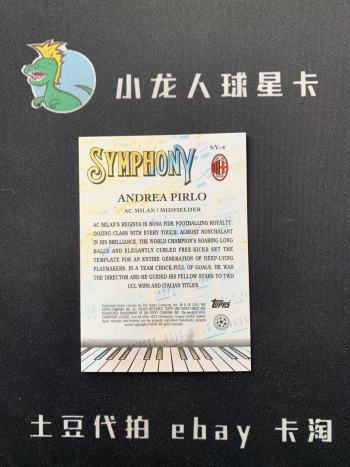 小龙人球星卡
SY-4
SYMPHONY
ANDREA PIRLO
AC MILAN | MIDFIELDER
AC MILAN'S REGISTA IS BONA FIDE FOOTBALLING ROYALTY
OOZING CLASS WITH EVERY TOUCH, ALMOST NONCHALANT
IN HIS BRILLIANCE. THE WORLD CHAMPION'S SOARING LONG
BALLS AND ELEGANTLY CURLED FREE-KICKS SET THE
TEMPLATE FOR AN ENTIRE GENERATION OF DEEP-LYING
PLAYMAKERS. IN A TEAM CHOCK-FULL OF GOALS, HE WAS
THE DIRECTOR AND HE GUIDED HIS FELLOW STARS TO TWO
UCL WINS AND ITALIAN TITLES.
Topps
土豆代拍 ebay 卡淘